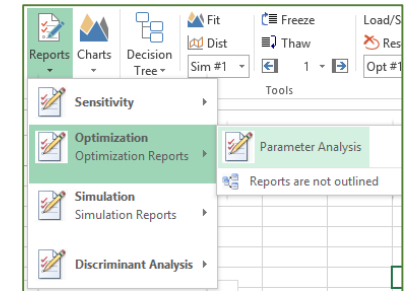 Reports
Charts
Decision
Tree
Fit
Dist
Sim #1
Freeze
Thaw
1
Tools
Load/S
Res
Opt #1
Sensitivity
Optimization
Optimization Reports
Parameter Analysis
Reports are not outlined
Simulation
Simulation Reports
Discriminant Analysis